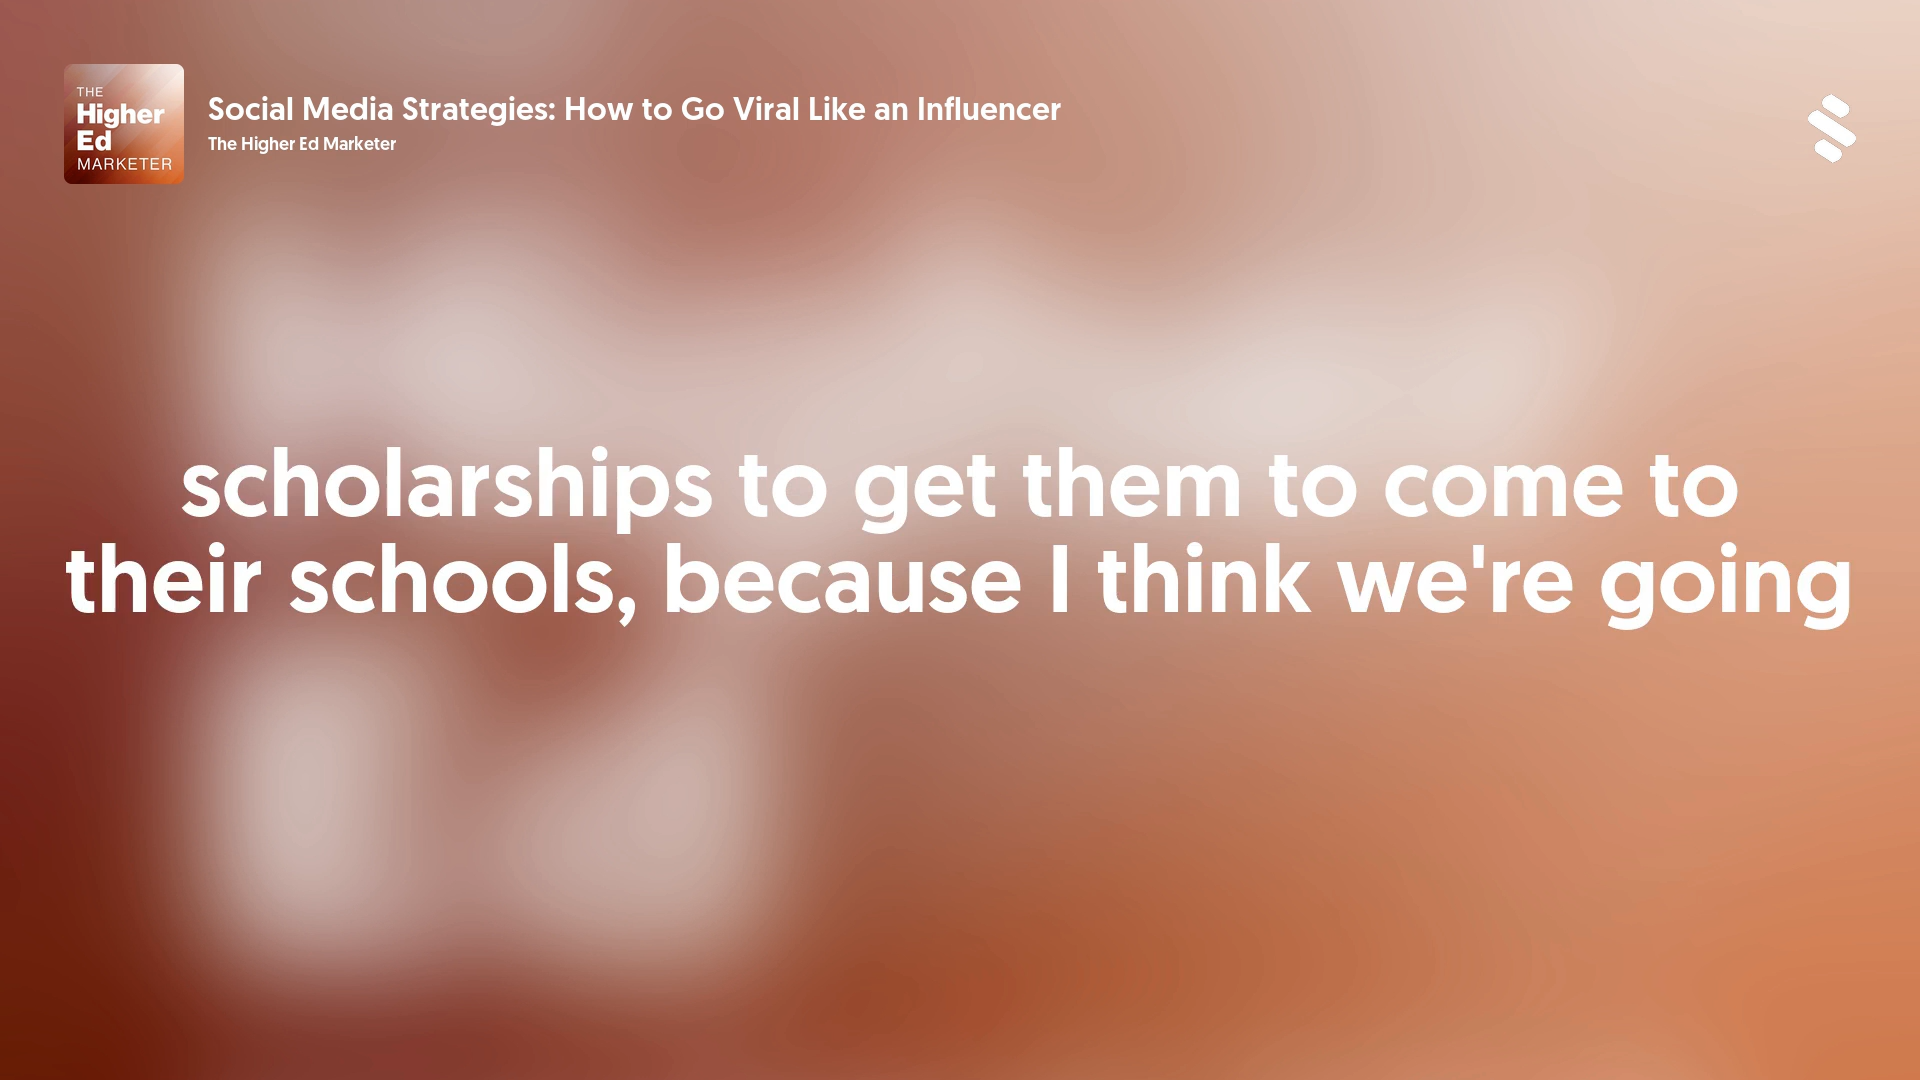 THE
Higher
Ed
MARKETER
Social Media Strategies: How to Go Viral Like an Influencer
The Higher Ed Marketer
scholarships to get them to come to
their schools, because I think we're going